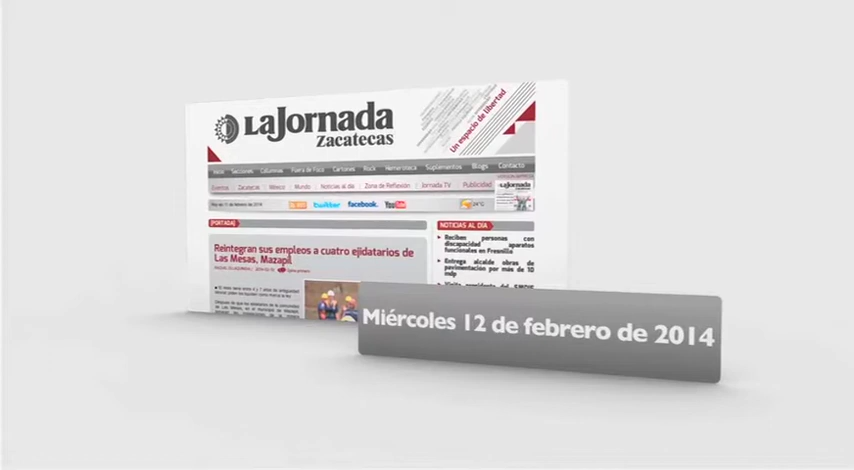 LaJornada
Zacatecas
Un espacio de libertad
Inicio Secciones Columnas Fuera de Foco Cartones Rock Hemeroteca Suplementos Blogs Contacto
Eventos | Zacatecas | México | Mundo | Noticias al día | Zona de Reflexión | Jornada TV | Publicidad
LaJornada
twitter facebook. YouTube 24°C
[PORTADA]
NOTICIAS AL DÍA
Reintegran sus empleos a cuatro ejidatarios de
Las Mesas, Mazapil
Reciben personas con
discapacidad aparatos
funcionales en Fresnillo
Entrega alcalde obras de
pavimentación por más de 10
mdp
Miércoles 12 de febrero de 2014